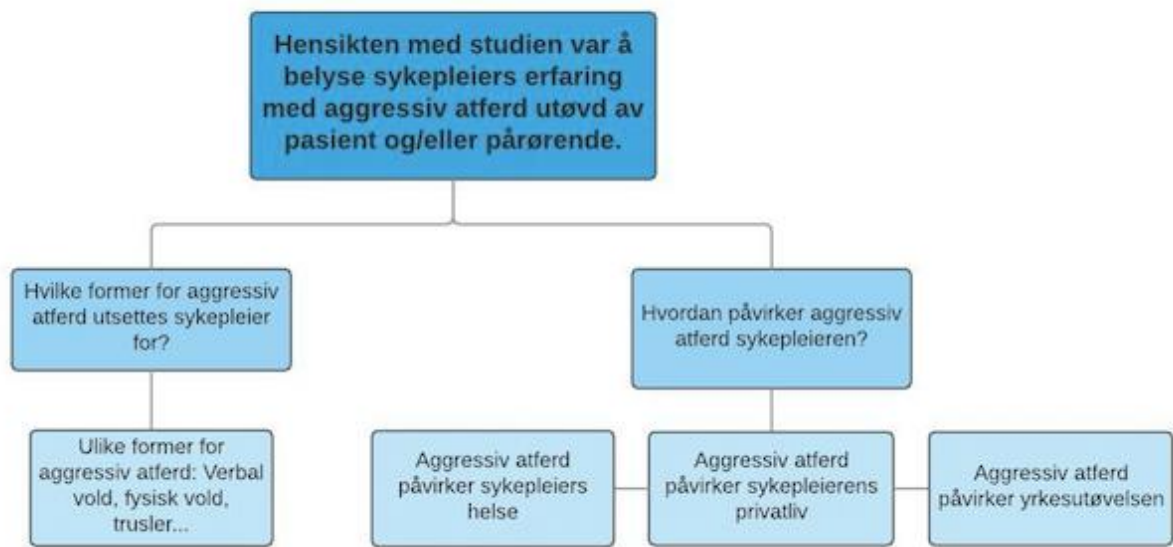 Hensikten med studien var å
belyse sykepleiers erfaring
med aggressiv atferd utøvd av
pasient og/eller pårørende.
Hvilke former for aggressiv
atferd utsettes sykepleier
for?
Hvordan påvirker aggressiv
atferd sykepleieren?
Ulike former for
aggressiv atferd: Verbal
vold, fysisk vold,
trusler...
Aggressiv atferd
påvirker sykepleiers
helse
Aggressiv atferd
påvirker sykepleierens
privatliv
Aggressiv atferd
påvirker yrkesutøvelsen